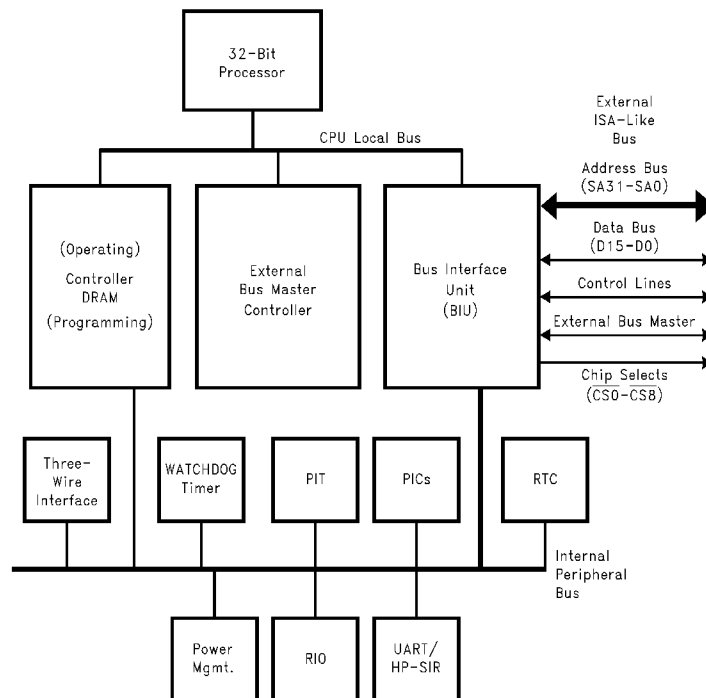 32-Bit
Processor
CPU Local Bus
External
ISA-Like
Bus
Address Bus
(SA31-SA0)
Data Bus
(D15-D0)
Control Lines
External Bus Master
Chip Selects
(C̅S̅0̅-C̅S̅8̅)
(Operating)
Controller
DRAM
(Programming)
External
Bus Master
Controller
Bus Interface
Unit
(BIU)
Three-
Wire
Interface
WATCHDOG
Timer
PIT
PICs
RTC
Internal
Peripheral
Bus
Power
Mgmt.
RIO
UART/
HP-SIR